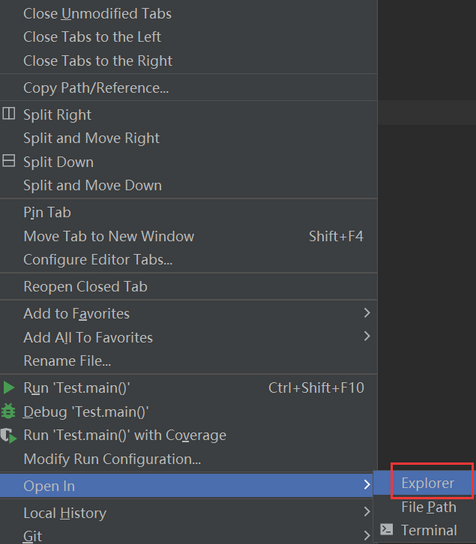 Close Unmodified Tabs
Close Tabs to the Left
Close Tabs to the Right
Copy Path/Reference...
Split Right
Split and Move Right
Split Down
Split and Move Down
Pin Tab
Move Tab to New Window Shift+F4
Configure Editor Tabs...
Reopen Closed Tab
Add to Favorites
Add All To Favorites
Rename File...
Run 'Test.main()' Ctrl+Shift+F10
Debug 'Test.main()'
Run 'Test.main()' with Coverage
Modify Run Configuration...
Open In
Explorer
File Path
Local History
Terminal
Git